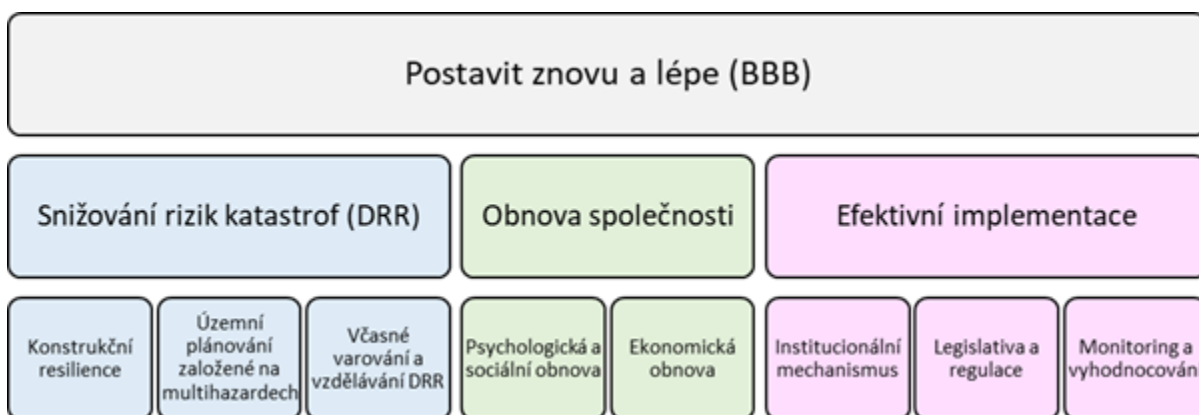 Postavit znovu a lépe (BBB)
Snižování rizik katastrof (DRR)
Obnova společnosti
Efektivní implementace
Konstrukční
resilience
Územní
plánování
založené na
multihazardech
Včasné
varování a
vzdělávání DRR
Psychologická a
sociální obnova
Ekonomická
obnova
Institucionální
mechanismus
Legislativa a
regulace
Monitoring a
vyhodnocování